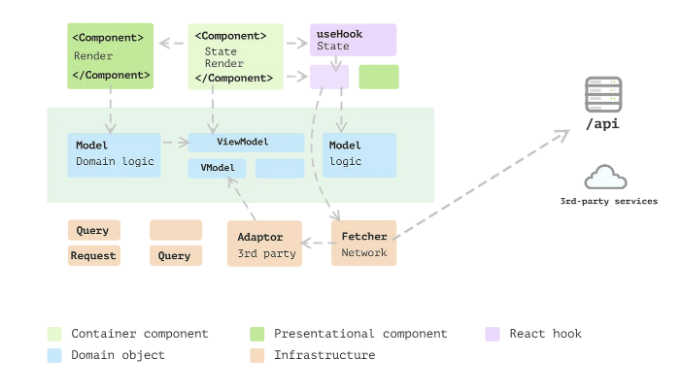 <Component>
Render
</Component>
<Component>
State
Render
</Component>
useHook
State
/api
3rd-party services
Model
Domain logic
ViewModel
VModel
Model
logic
Query
Request
Query
Adaptor
3rd party
Fetcher
Network
Container component
Presentational component
React hook
Domain object
Infrastructure